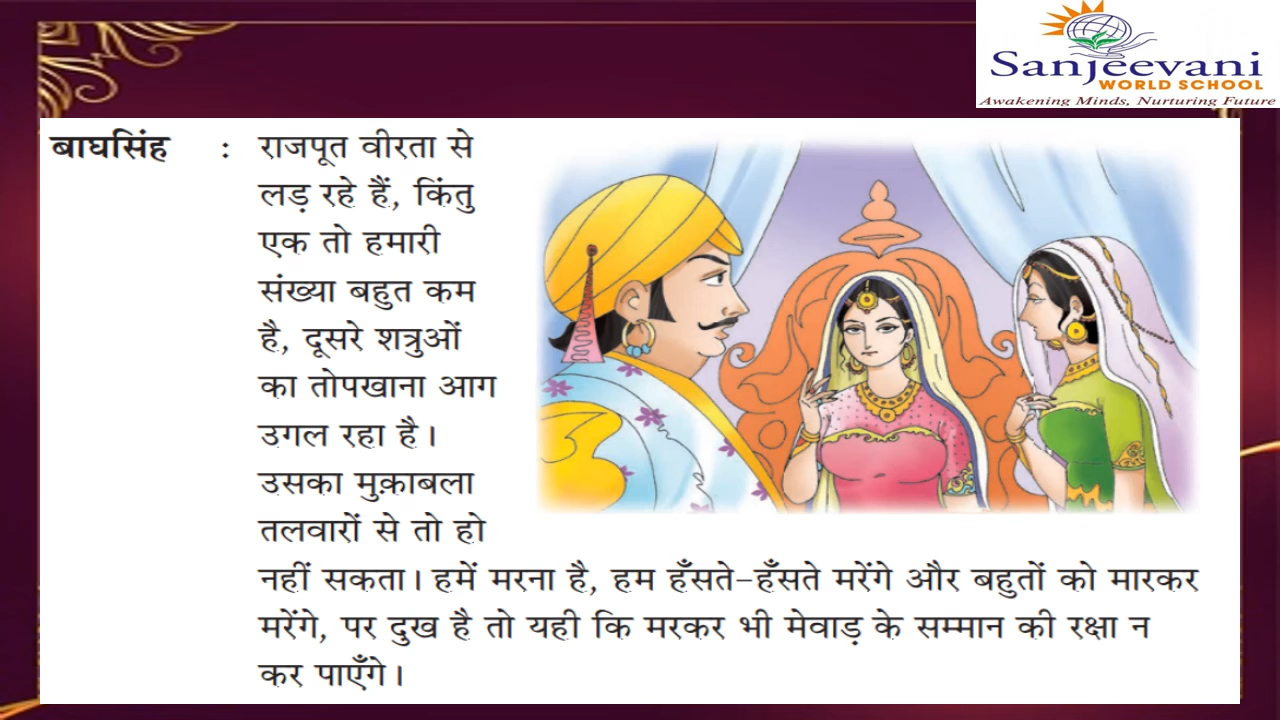 Sanjeevani
WORLD SCHOOL
Awakening Minds, Nurturing Future
बाघसिंह : राजपूत वीरता से
लड़ रहे हैं, किंतु
एक तो हमारी
संख्या बहुत कम
है, दूसरे शत्रुओं
का तोपखाना आग
उगल रहा है।
उसका मुक़ाबला
तलवारों से तो हो
नहीं सकता। हमें मरना है, हम हँसते-हँसते मरेंगे और बहुतों को मारकर
मरेंगे, पर दुख है तो यही कि मरकर भी मेवाड़ के सम्मान की रक्षा न
कर पाएँगे।